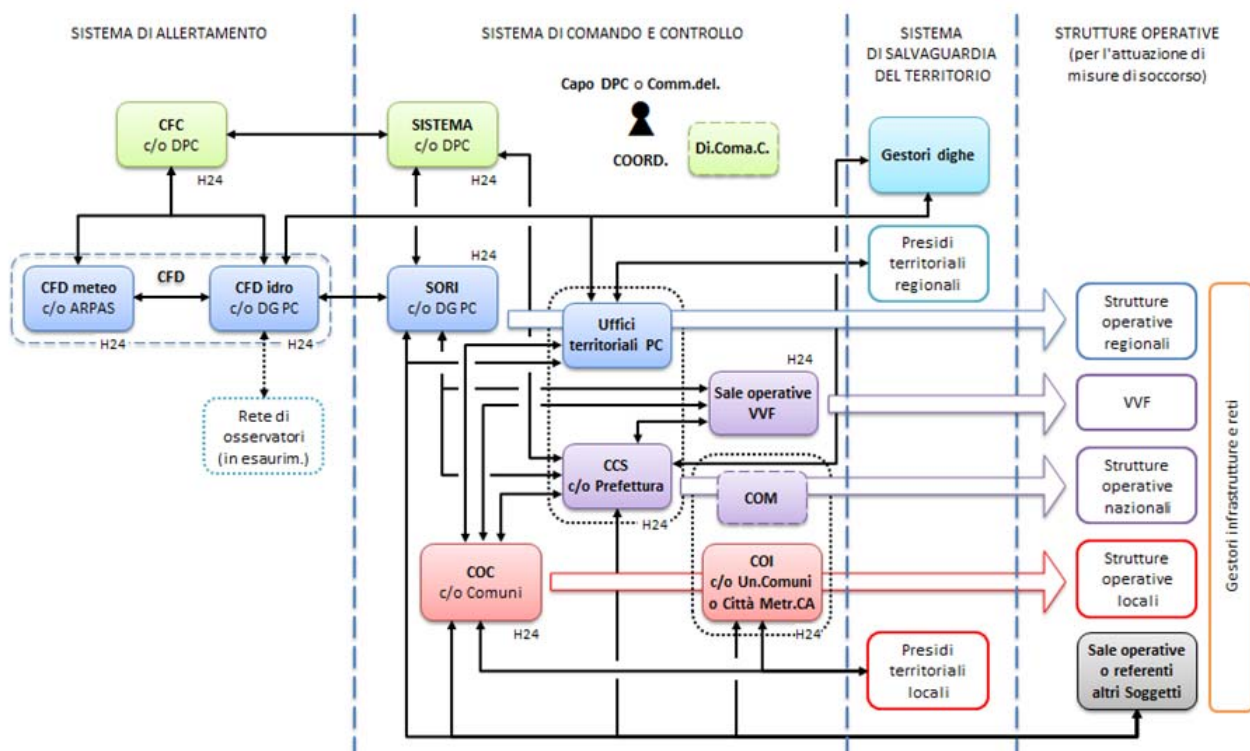 SISTEMA DI ALLERTAMENTO
SISTEMA DI COMANDO E CONTROLLO
SISTEMA
DI SALVAGUARDIA
DEL TERRITORIO
STRUTTURE OPERATIVE
(per l'attuazione di
misure di soccorso)
Capo DPC o Comm.del.
COORD.
Di.Coma.C.
CFC
c/o DPC
H24
SISTEMA
c/o DPC
H24
Gestori dighe
CFD
CFD meteo
c/o ARPAS
H24
CFD idro
c/o DG PC
H24
H24
SORI
c/o DG PC
Presidi
territoriali
regionali
Uffici
territoriali PC
Strutture
operative
regionali
Rete di
osservatori
(in esaurim.)
H24
Sale operative
VVF
VVF
CCS
c/o Prefettura
H24
COM
Strutture
operative
nazionali
COC
c/o Comuni
H24
COI
c/o Un.Comuni
o Città Metr.CA
H24
Strutture
operative
locali
Presidi
territoriali
locali
Sale operative
o referenti
altri Soggetti
Gestori infrastrutture e reti